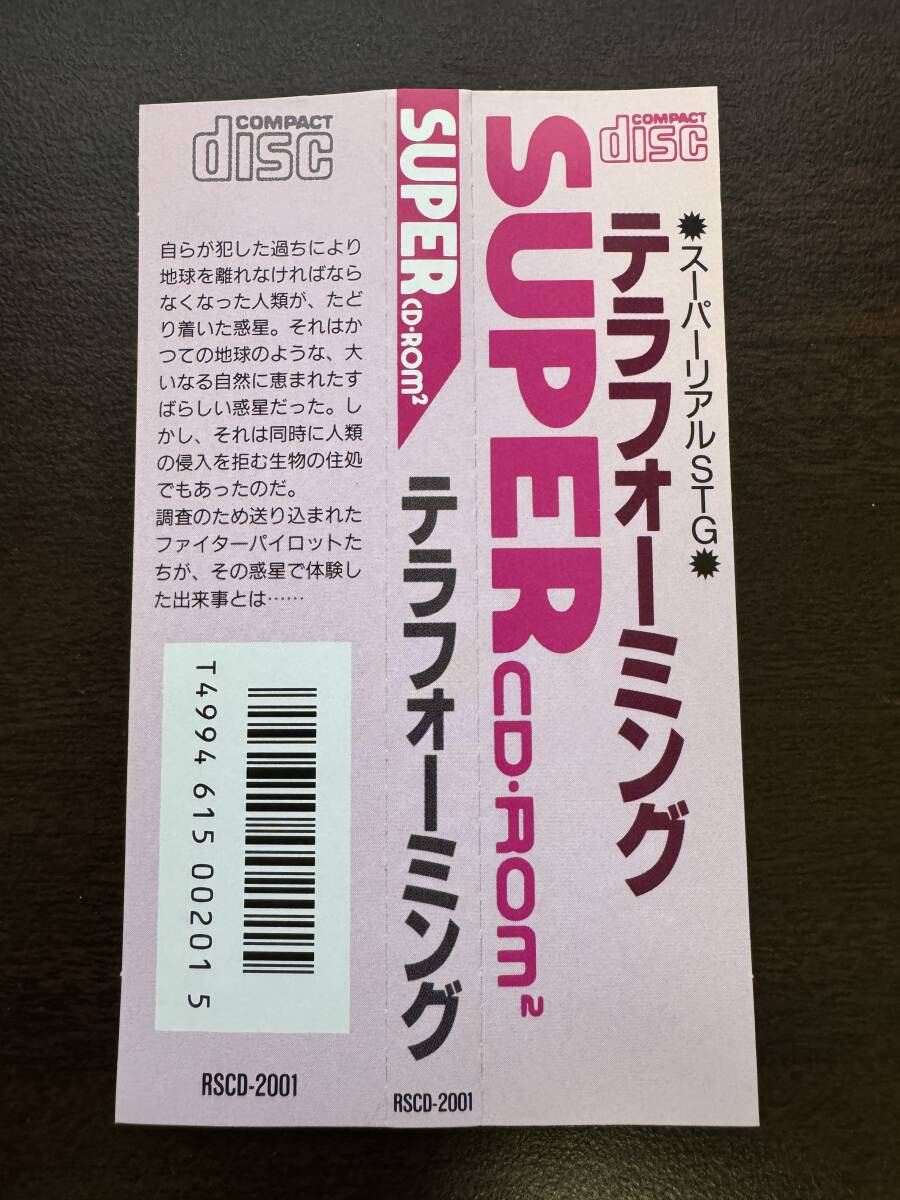 COMPACT
disc
自らが犯した過ちにより
地球を離れなければなら
なくなった人類が、たど
り着いた惑星。それはか
つての地球のような、大
いなる自然に恵まれたす
ばらしい惑星だった。し
かし、それは同時に人類
の侵入を拒む生物の住処
でもあったのだ。
調査のため送り込まれた
ファイターパイロットた
ちが、その惑星で体験し
た出来事とは……
T4994 615 00201 5
RSCD-2001
SUPER CD・ROM²
テラフォーミング
RSCD-2001
COMPACT
disc
✹スーパーリアルSTG✹
テラフォーミング
SUPER CD・ROM²